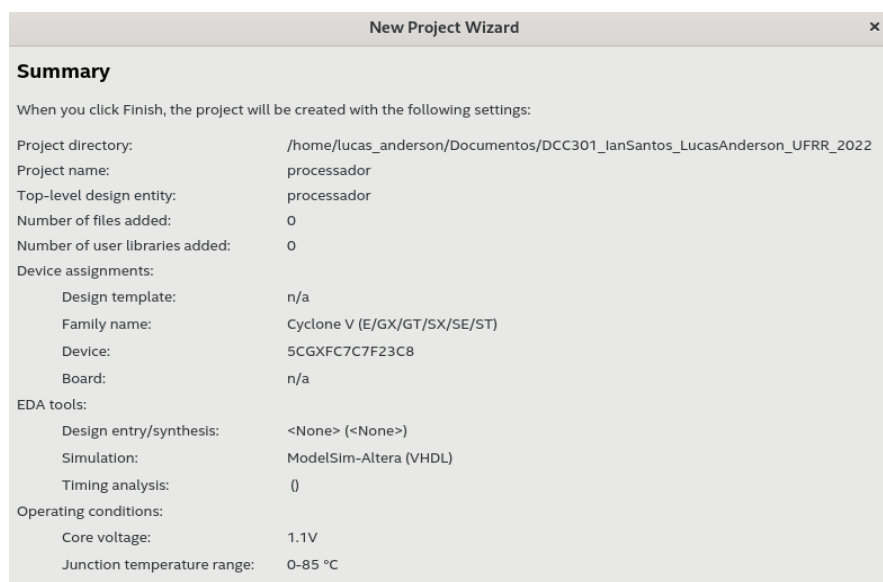 New Project Wizard
×
Summary
When you click Finish, the project will be created with the following settings:
Project directory: /home/lucas_anderson/Documentos/DCC301_IanSantos_LucasAnderson_UFRR_2022
Project name: processador
Top-level design entity: processador
Number of files added: 0
Number of user libraries added: 0
Device assignments:
Design template: n/a
Family name: Cyclone V (E/GX/GT/SX/SE/ST)
Device: 5CGXFC7C7F23C8
Board: n/a
EDA tools:
Design entry/synthesis: <None> (<None>)
Simulation: ModelSim-Altera (VHDL)
Timing analysis: ()
Operating conditions:
Core voltage: 1.1V
Junction temperature range: 0-85 °C